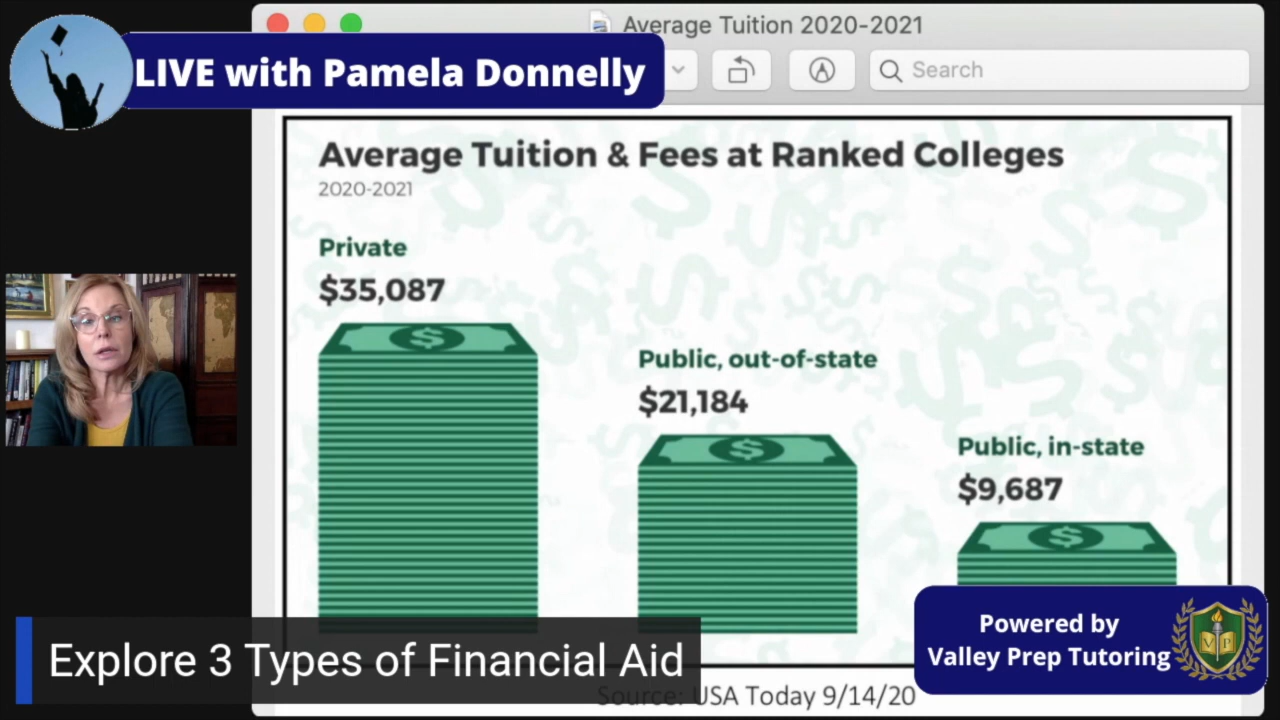 Average Tuition 2020-2021
LIVE with Pamela Donnelly
Search
Average Tuition & Fees at Ranked Colleges
2020-2021
Private
$35,087
Public, out-of-state
$21,184
Public, in-state
$9,687
Powered by
Valley Prep Tutoring
Explore 3 Types of Financial Aid
Source: USA Today 9/14/20